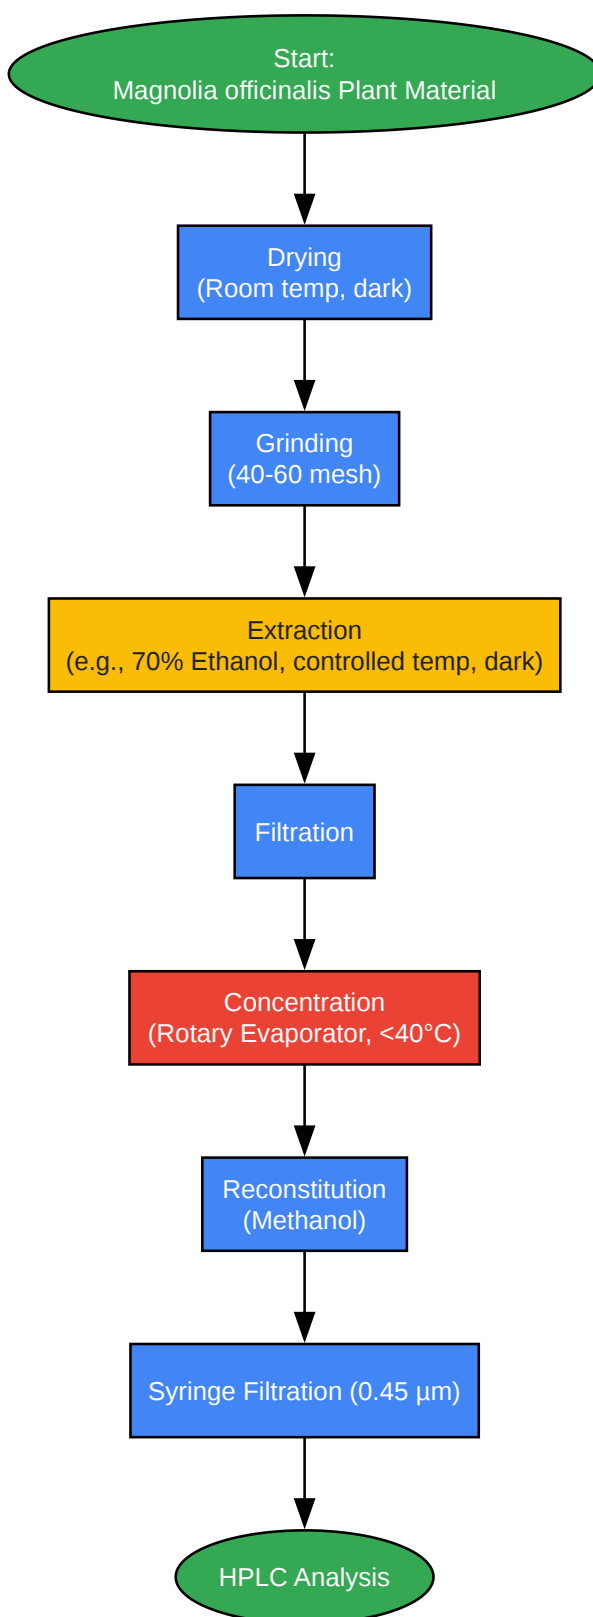 Start:
Magnolia officinalis Plant Material
Drying
(Room temp, dark)
Grinding
(40-60 mesh)
Extraction
(e.g., 70% Ethanol, controlled temp, dark)
Filtration
Concentration
(Rotary Evaporator, <40°C)
Reconstitution
(Methanol)
Syringe Filtration (0.45 µm)
HPLC Analysis